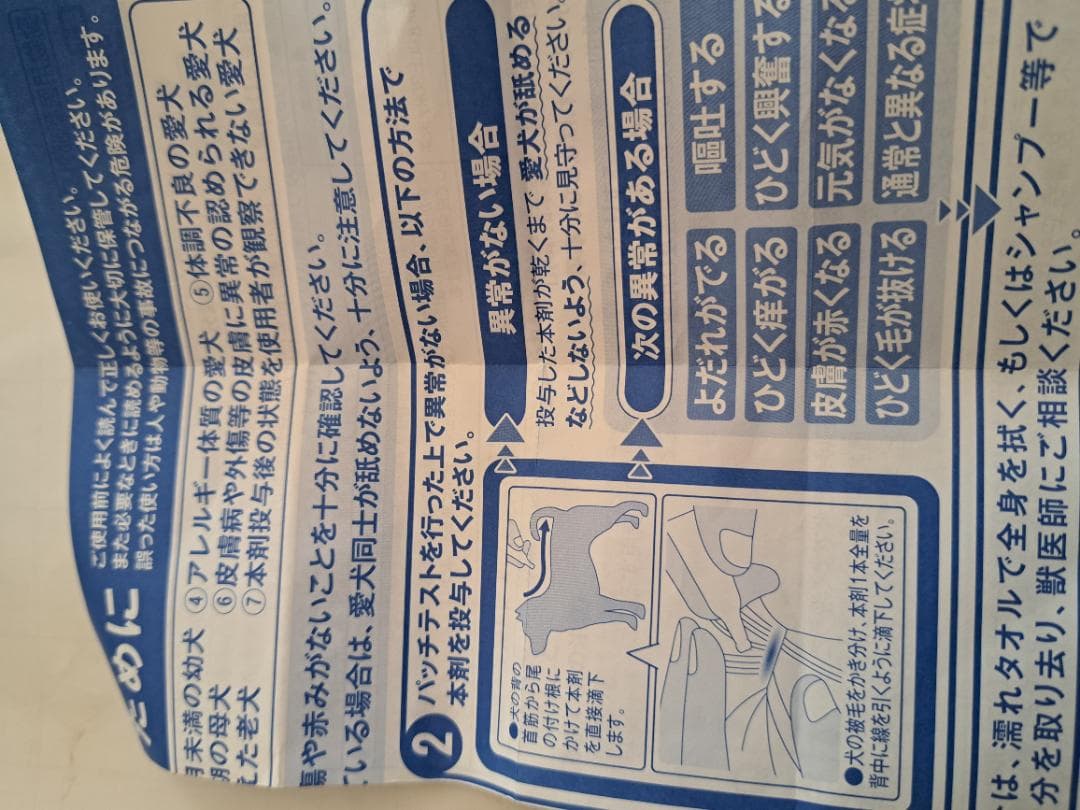 ためにご使用前によく読んで正しくお使いください。
また必要なときに読めるように大切に保管してください。
誤った使い方は人や動物等の事故につながる危険があります。
月未満の幼犬 ④アレルギー体質の愛犬 ⑤体調不良の愛犬
期の母犬 ⑥皮膚病や外傷等の皮膚に異常の認められる愛犬
えた老犬 ⑦本剤投与後の状態を使用者が観察できない愛犬
傷や赤みがないことを十分に確認してください。
ている場合は、愛犬同士が舐めないよう、十分に注意してください。
2 パッチテストを行った上で異常がない場合、以下の方法で
本剤を投与してください。
●犬の背の
首筋から尾
の付け根に
かけて本剤
を直接滴下
します。
●犬の被毛をかき分け、本剤1本全量を
背中に線を引くように滴下してください。
異常がない場合
投与した本剤が乾くまで 愛犬が舐める
などしないよう、十分に見守ってください。
次の異常がある場合
よだれがでる 嘔吐する
ひどく痒がる ひどく興奮す
皮膚が赤くなる 元気がなくなる
ひどく毛が抜ける 通常と異なる症
は、濡れタオルで全身を拭く、もしくはシャンプー等で
分を取り去り、獣医師にご相談ください。